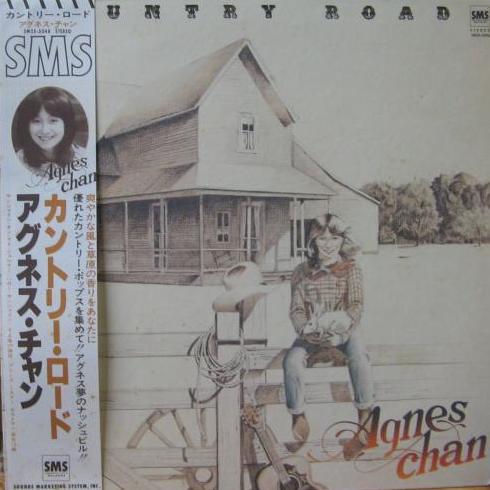 カントリー・ロード
アグネス・チャン
STEREO
SMS
Agnes
chan
爽やかな風と草原の香りをあなたに
優れたカントリー・ポップスを集めて!!アグネス夢のナッシュビル!!
カントリー・ロード
アグネス・チャン
SMS
RECORDS
SOUNDS MARKETING SYSTEM, INC.
UNTRY ROAD
SMS
STEREO
Agnes
chan